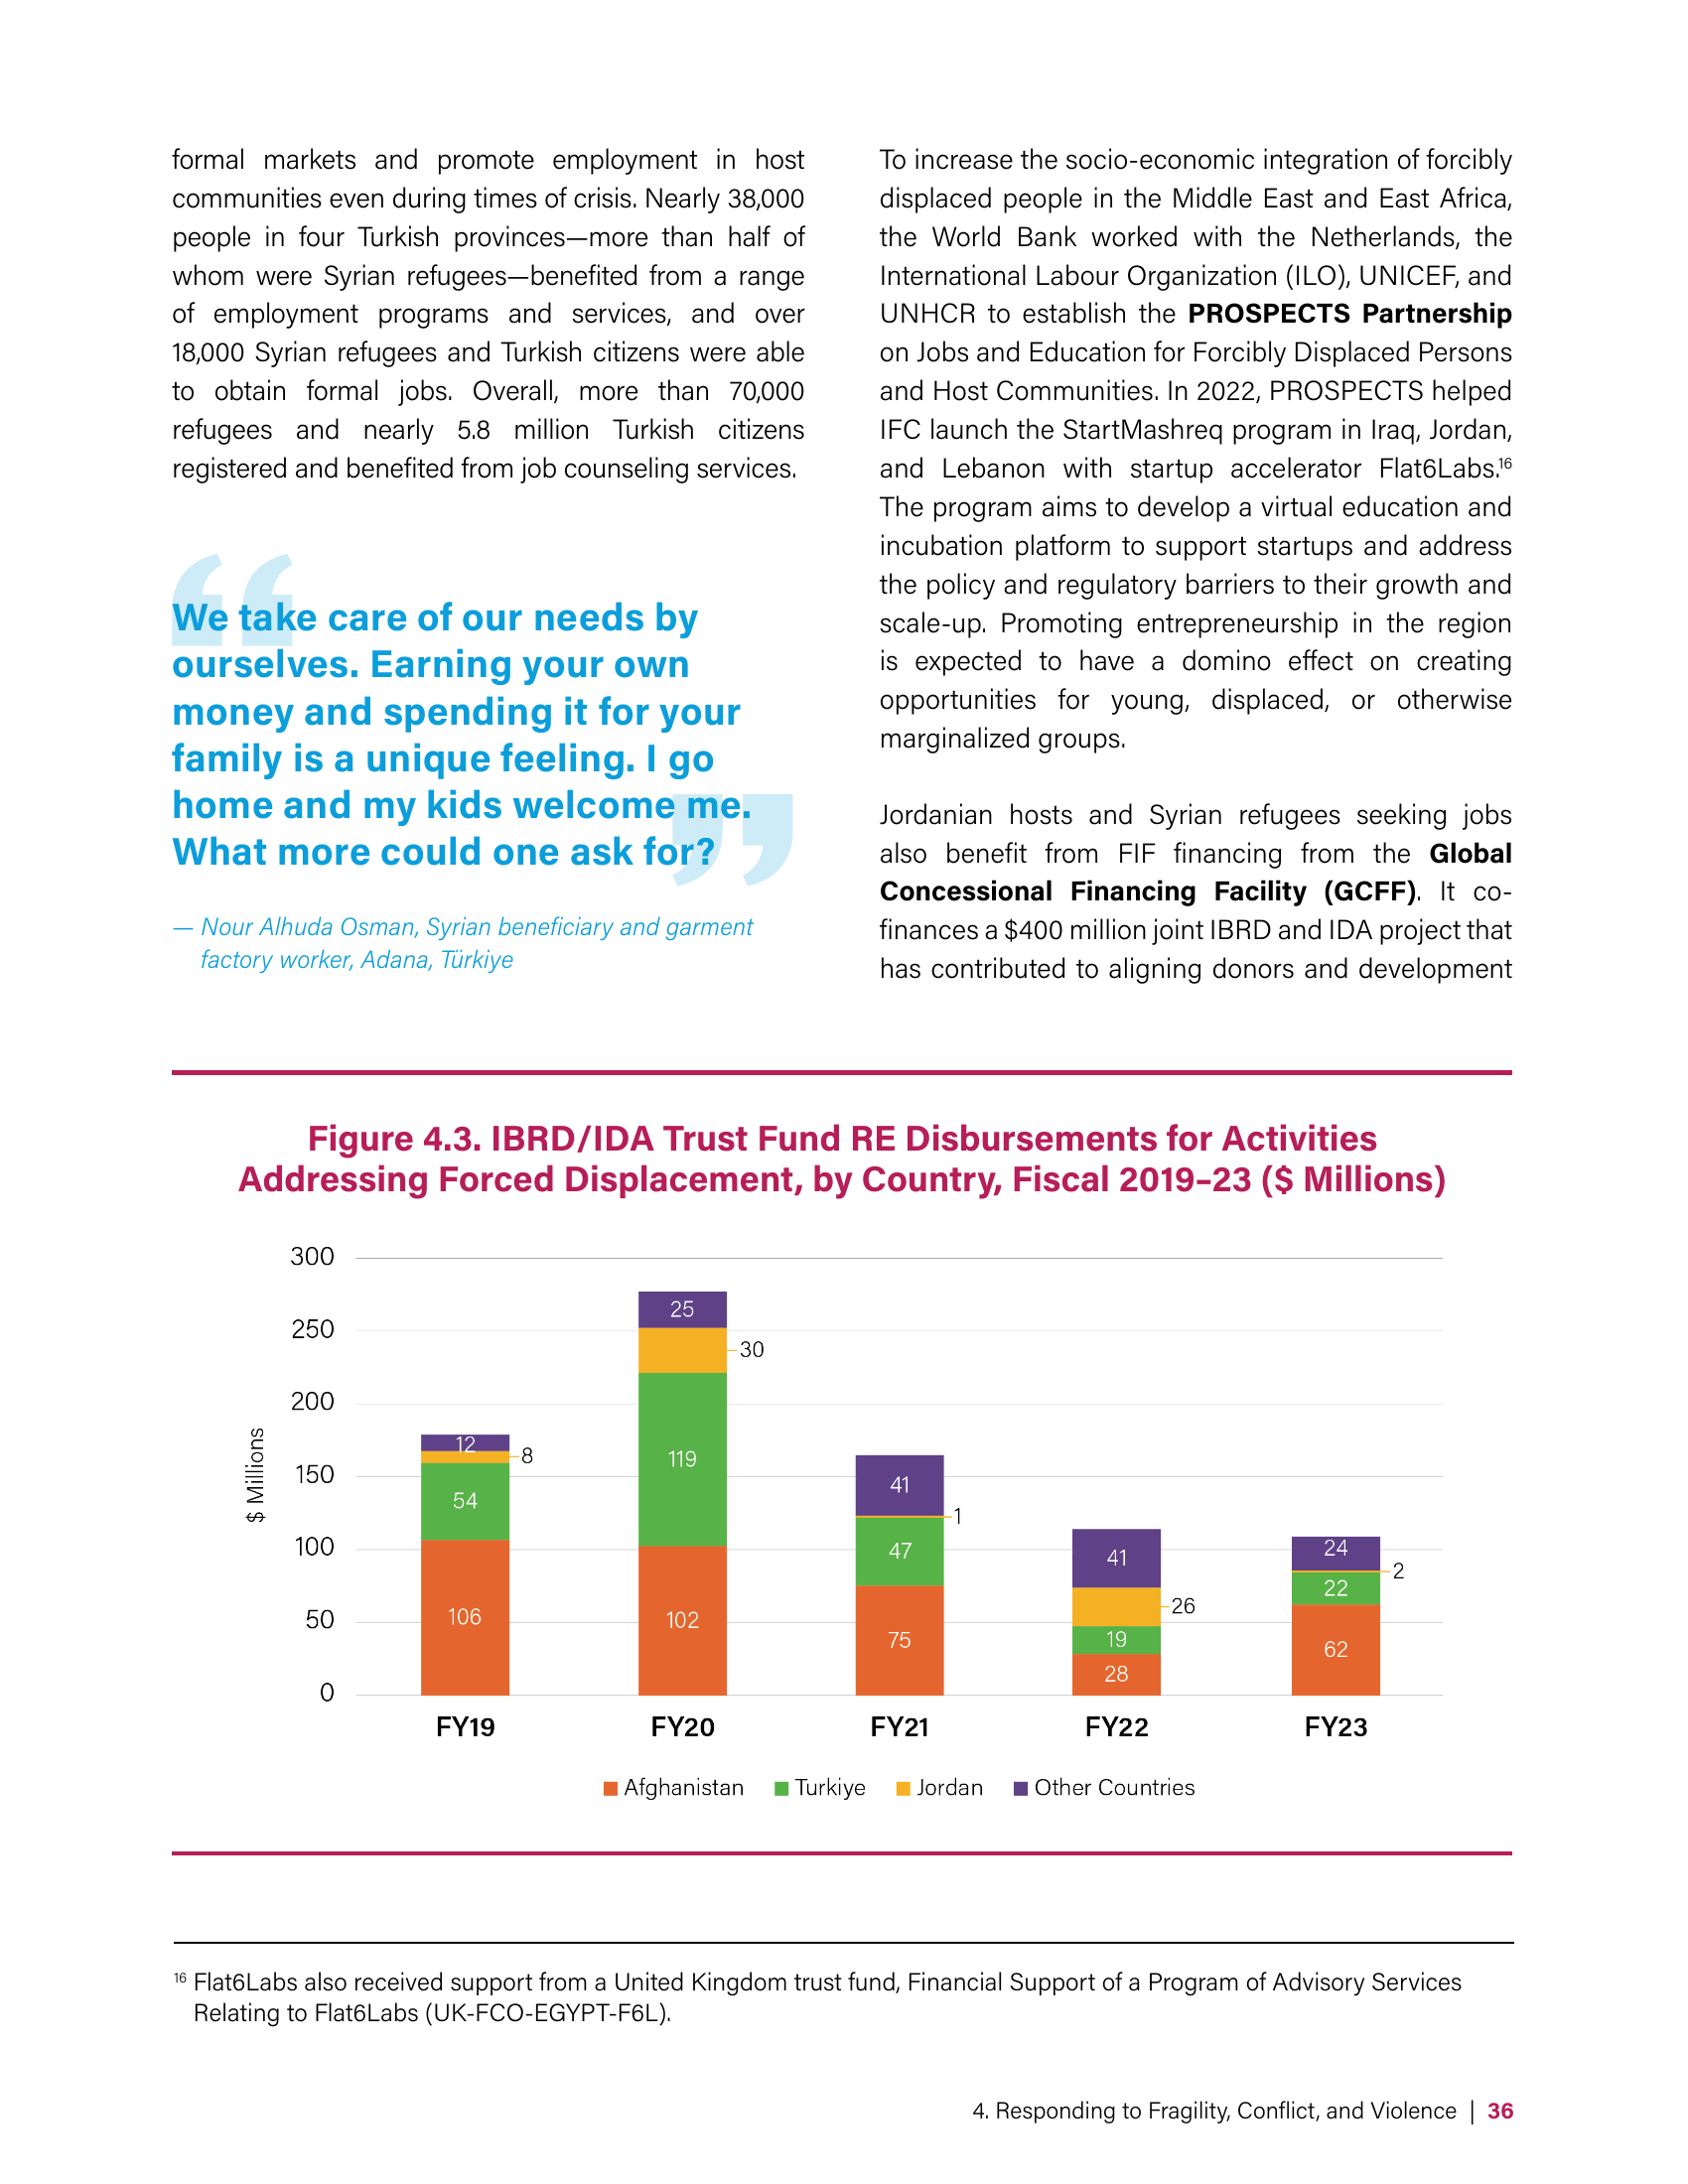 formal markets and promote employment in host
communities even during times of crisis. Nearly 38,000
people in four Turkish provinces—more than half of
whom were Syrian refugees—benefited from a range
of employment programs and services, and over
18,000 Syrian refugees and Turkish citizens were able
to obtain formal jobs. Overall, more than 70,000
refugees and nearly 5.8 million Turkish citizens
registered and benefited from job counseling services.
“
We take care of our needs by
ourselves. Earning your own
money and spending it for your
family is a unique feeling. I go
home and my kids welcome me.
What more could one ask for?
”
— Nour Alhuda Osman, Syrian beneficiary and garment
factory worker, Adana, Türkiye
To increase the socio-economic integration of forcibly
displaced people in the Middle East and East Africa,
the World Bank worked with the Netherlands, the
International Labour Organization (ILO), UNICEF, and
UNHCR to establish the PROSPECTS Partnership
on Jobs and Education for Forcibly Displaced Persons
and Host Communities. In 2022, PROSPECTS helped
IFC launch the StartMashreq program in Iraq, Jordan,
and Lebanon with startup accelerator Flat6Labs.16
The program aims to develop a virtual education and
incubation platform to support startups and address
the policy and regulatory barriers to their growth and
scale-up. Promoting entrepreneurship in the region
is expected to have a domino effect on creating
opportunities for young, displaced, or otherwise
marginalized groups.
Jordanian hosts and Syrian refugees seeking jobs
also benefit from FIF financing from the Global
Concessional Financing Facility (GCFF). It co-
finances a $400 million joint IBRD and IDA project that
has contributed to aligning donors and development
Figure 4.3. IBRD/IDA Trust Fund RE Disbursements for Activities
Addressing Forced Displacement, by Country, Fiscal 2019–23 ($ Millions)
$ Millions
300
250
200
150
100
50
0
12
8
54
106
25
30
119
102
41
1
47
75
41
26
19
28
24
2
22
62
FY19 FY20 FY21 FY22 FY23
Afghanistan Turkiye Jordan Other Countries
16 Flat6Labs also received support from a United Kingdom trust fund, Financial Support of a Program of Advisory Services
Relating to Flat6Labs (UK-FCO-EGYPT-F6L).
4. Responding to Fragility, Conflict, and Violence | 36